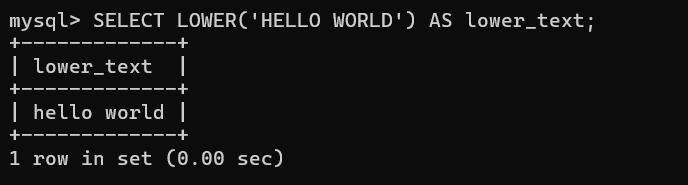 mysql> SELECT LOWER('HELLO WORLD') AS lower_text;
+-------------+
| lower_text  |
+-------------+
| hello world |
+-------------+
1 row in set (0.00 sec)